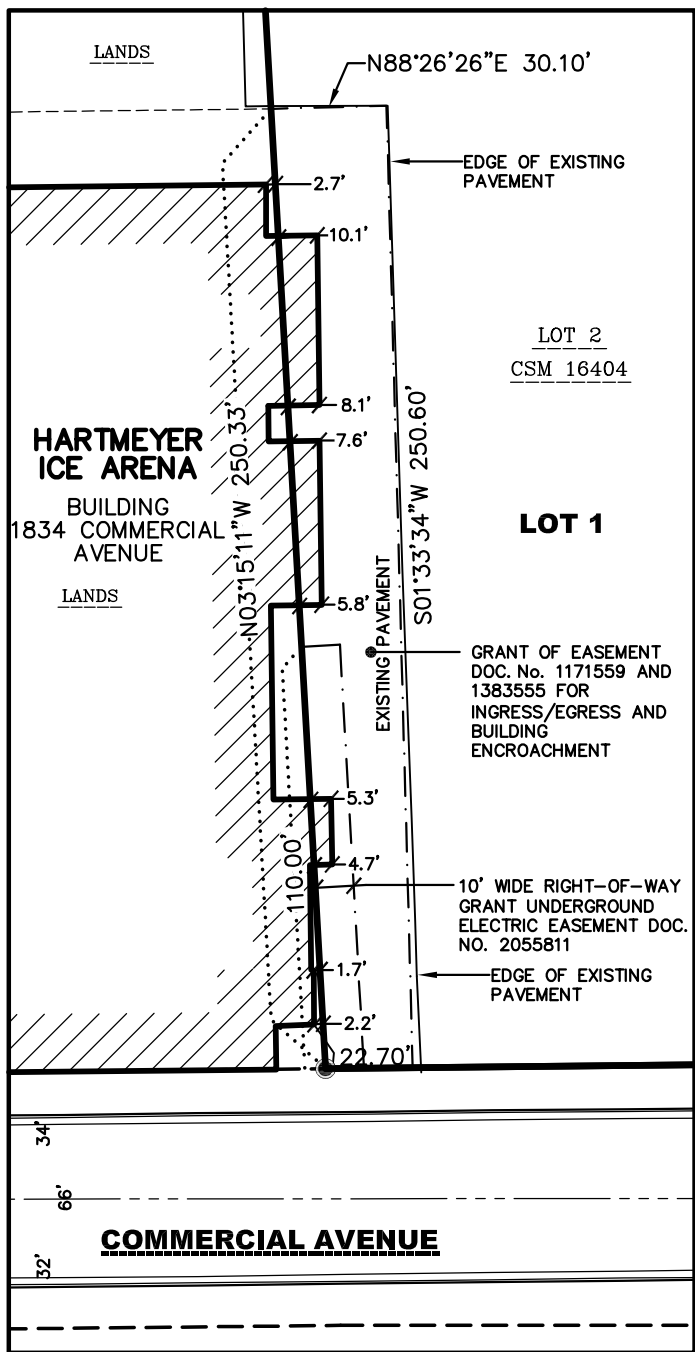 LANDS
N88°26'26"E 30.10'
EDGE OF EXISTING
PAVEMENT
2.7'
10.1'
LOT 2
CSM 16404
8.1'
7.6'
HARTMEYER
ICE ARENA
BUILDING
1834 COMMERCIAL
AVENUE
LANDS
N03°15'11"W 250.33'
S01°33'34"W 250.60'
LOT 1
5.8'
EXISTING PAVEMENT
GRANT OF EASEMENT
DOC. No. 1171559 AND
1383555 FOR
INGRESS/EGRESS AND
BUILDING
ENCROACHMENT
5.3'
4.7'
110.00'
10' WIDE RIGHT-OF-WAY
GRANT UNDERGROUND
ELECTRIC EASEMENT DOC.
NO. 2055811
1.7'
EDGE OF EXISTING
PAVEMENT
2.2'
22.70'
34'
66'
32'
COMMERCIAL AVENUE